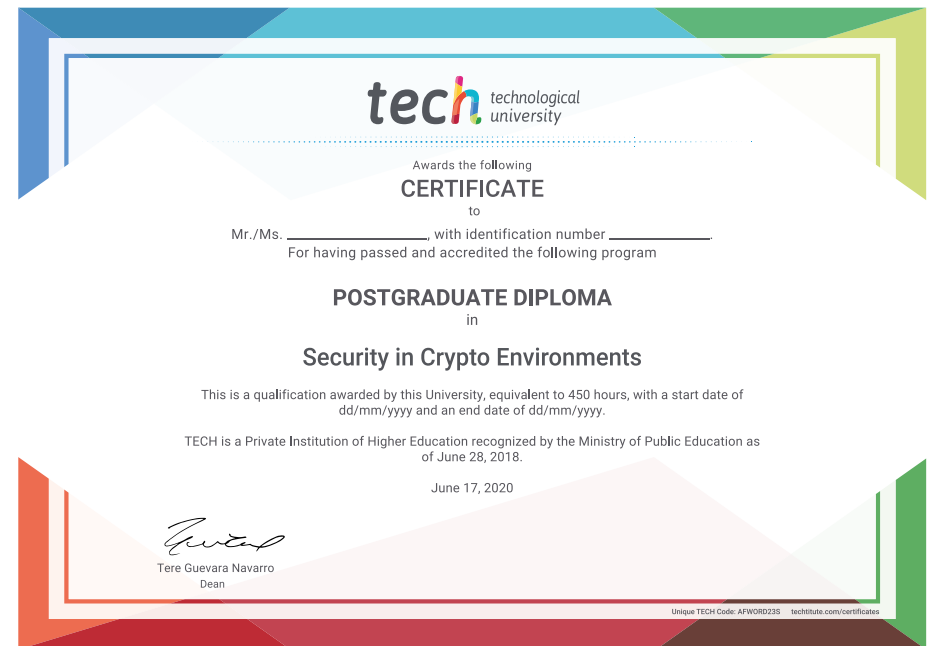 tech technological
university
Awards the following
CERTIFICATE
to
Mr./Ms. ____________________, with identification number ______________.
For having passed and accredited the following program
POSTGRADUATE DIPLOMA
in
Security in Crypto Environments
This is a qualification awarded by this University, equivalent to 450 hours, with a start date of
dd/mm/yyyy and an end date of dd/mm/yyyy.
TECH is a Private Institution of Higher Education recognized by the Ministry of Public Education as
of June 28, 2018.
June 17, 2020
Tere Guevara Navarro
Dean
Unique TECH Code: AFWORD23S techtitute.com/certificates